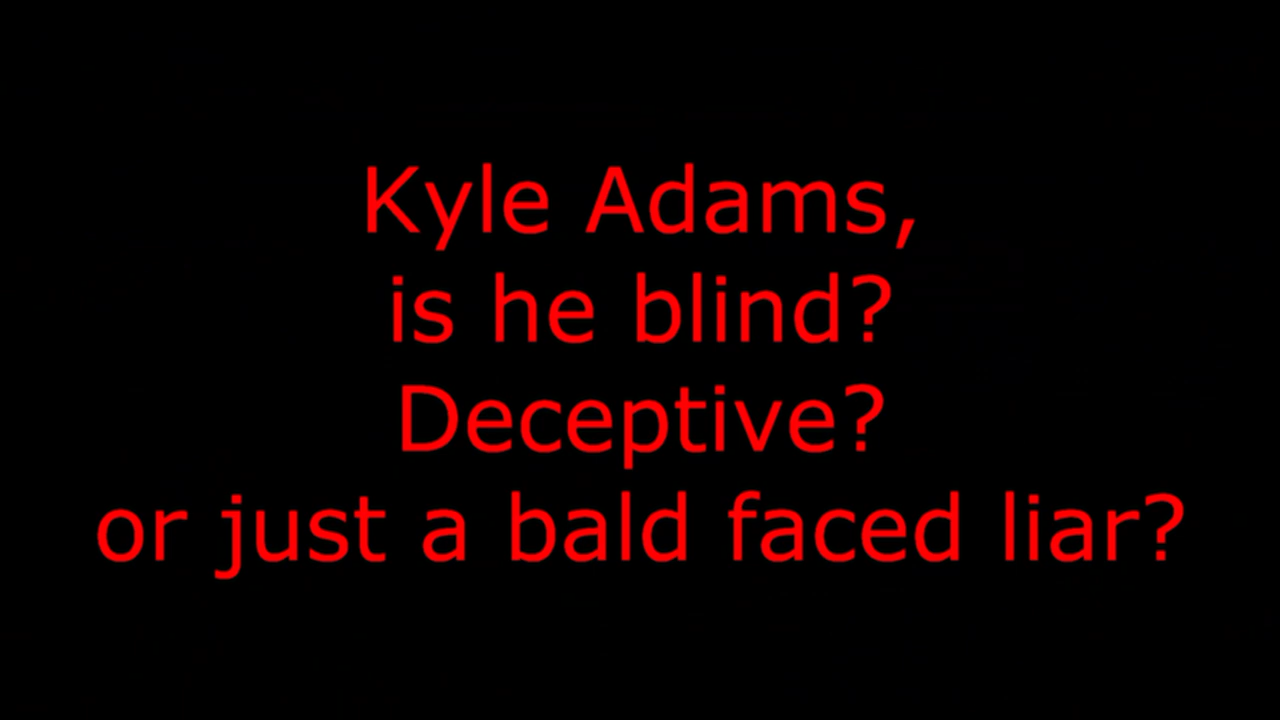 Kyle Adams,
is he blind?
Deceptive?
or just a bald faced liar?